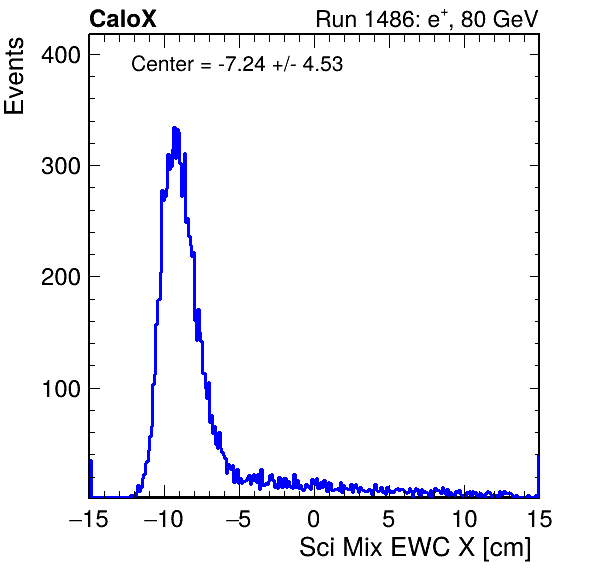 CaloX Run 1486: e⁺, 80 GeV
Center = -7.24 +/- 4.53
Events
400
300
200
100
−15 −10 −5 0 5 10 15
Sci Mix EWC X [cm]